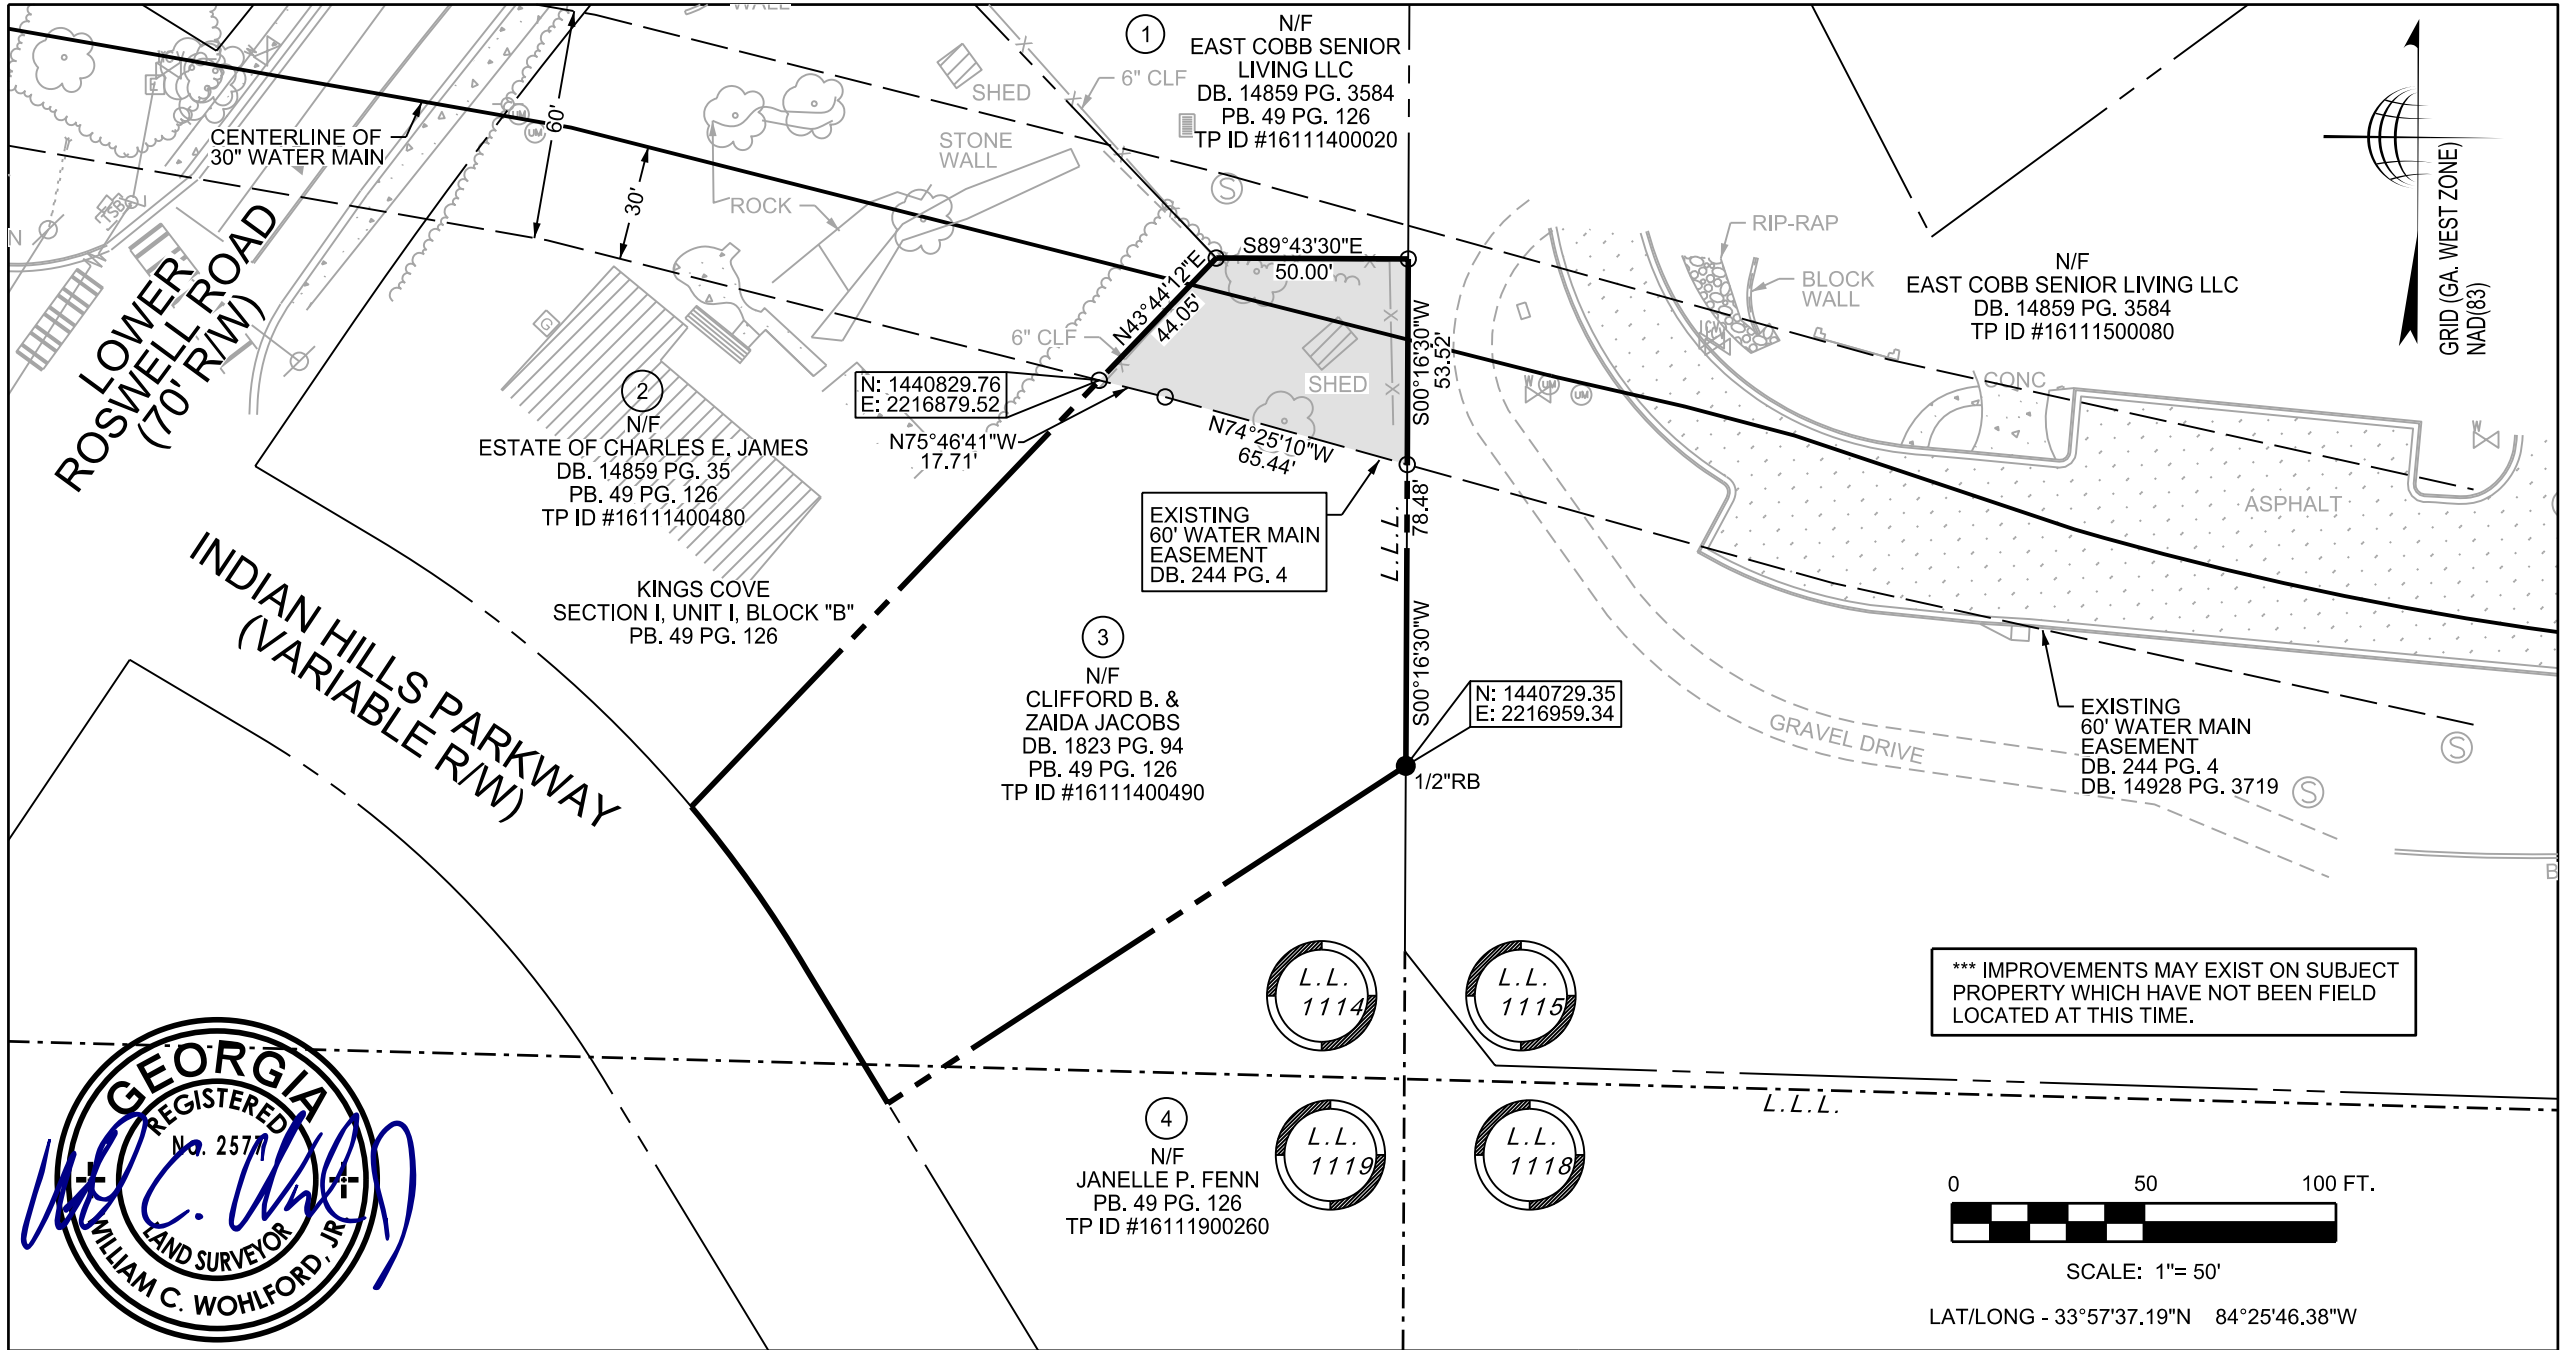 WALL
1
N/F
EAST COBB SENIOR
LIVING LLC
DB. 14859 PG. 3584
PB. 49 PG. 126
TP ID #16111400020
6" CLF
SHED
STONE
WALL
ROCK
CENTERLINE OF
30" WATER MAIN
60'
30'
UM
UM
E
TSB
G
S
LOWER
ROSWELL ROAD
(70' R/W)
S89°43'30"E
50.00'
N43°44'12"E
44.05'
6" CLF
S00°16'30"W
53.52'
SHED
N: 1440829.76
E: 2216879.52
N75°46'41"W
17.71'
N74°25'10"W
65.44'
2
N/F
ESTATE OF CHARLES E. JAMES
DB. 14859 PG. 35
PB. 49 PG. 126
TP ID #16111400480
KINGS COVE
SECTION I, UNIT I, BLOCK "B"
PB. 49 PG. 126
EXISTING
60' WATER MAIN
EASEMENT
DB. 244 PG. 4
L.L.L.
78.48'
S00°16'30"W
RIP-RAP
BLOCK
WALL
N/F
EAST COBB SENIOR LIVING LLC
DB. 14859 PG. 3584
TP ID #16111500080
GRID (GA. WEST ZONE)
NAD(83)
W
UM
UM
CONC
W
ASPHALT
INDIAN HILLS PARKWAY
(VARIABLE R/W)
3
N/F
CLIFFORD B. &
ZAIDA JACOBS
DB. 1823 PG. 94
PB. 49 PG. 126
TP ID #16111400490
N: 1440729.35
E: 2216959.34
1/2"RB
GRAVEL DRIVE
EXISTING
60' WATER MAIN
EASEMENT
DB. 244 PG. 4
DB. 14928 PG. 3719
S
S
B
L.L.
1114
L.L.
1115
*** IMPROVEMENTS MAY EXIST ON SUBJECT
PROPERTY WHICH HAVE NOT BEEN FIELD
LOCATED AT THIS TIME.
L.L.L.
L.L.
1119
L.L.
1118
4
N/F
JANELLE P. FENN
PB. 49 PG. 126
TP ID #16111900260
GEORGIA
REGISTERED
No. 2577
LAND SURVEYOR
WILLIAM C. WOHLFORD, JR.
0 50 100 FT.
SCALE: 1"= 50'
LAT/LONG - 33°57'37.19"N 84°25'46.38"W